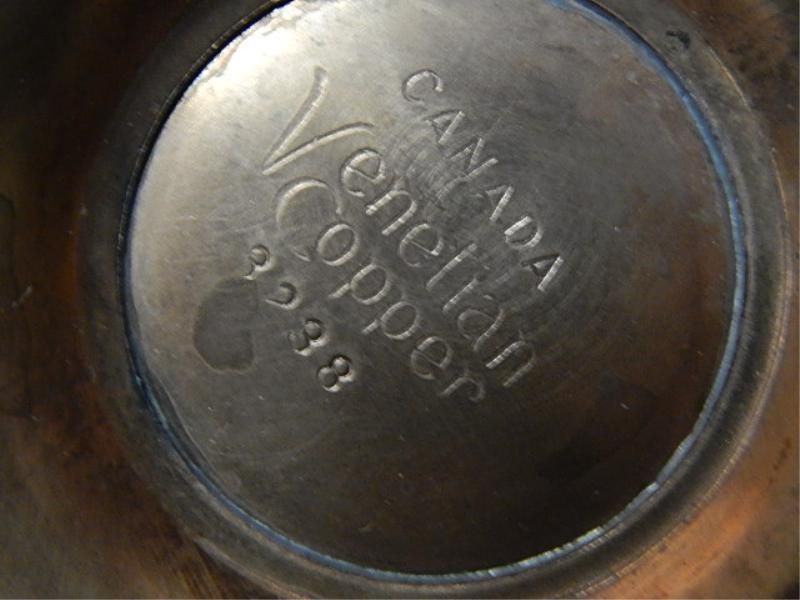 CANADA
Venetian
Copper
3238